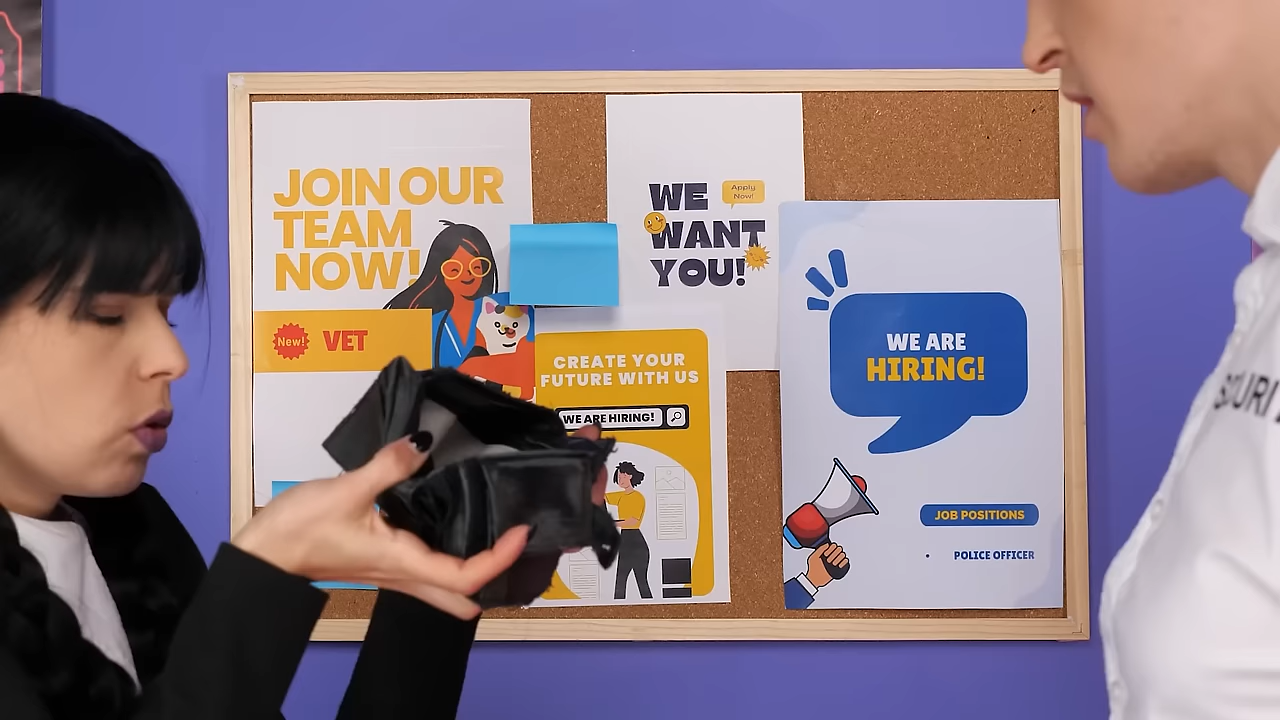 JOIN OUR
TEAM
NOW!
New!
VET
WE
WANT
YOU!
Apply
Now!
CREATE YOUR
FUTURE WITH US
WE ARE HIRING!
WE ARE
HIRING!
JOB POSITIONS
• POLICE OFFICER